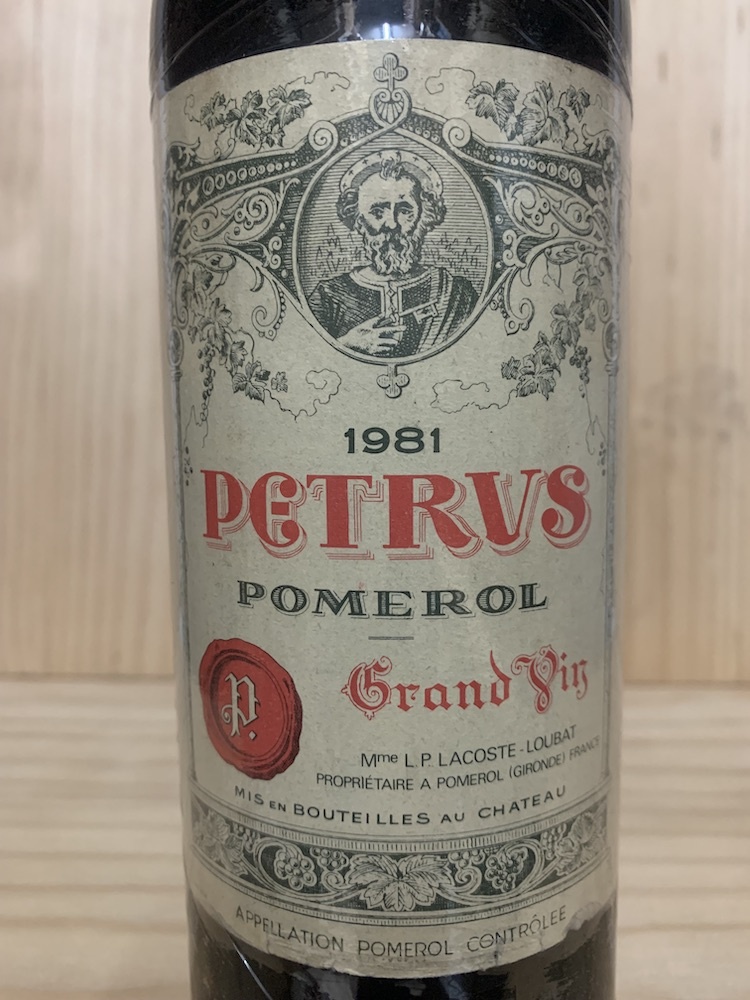 1981
PETRVS
POMEROL
Grand Vin
P.
Mme L.P. LACOSTE-LOUBAT
PROPRIÉTAIRE A POMEROL (GIRONDE) FRANCE
MIS EN BOUTEILLES AU CHATEAU
APPELLATION POMEROL CONTRÔLÉE